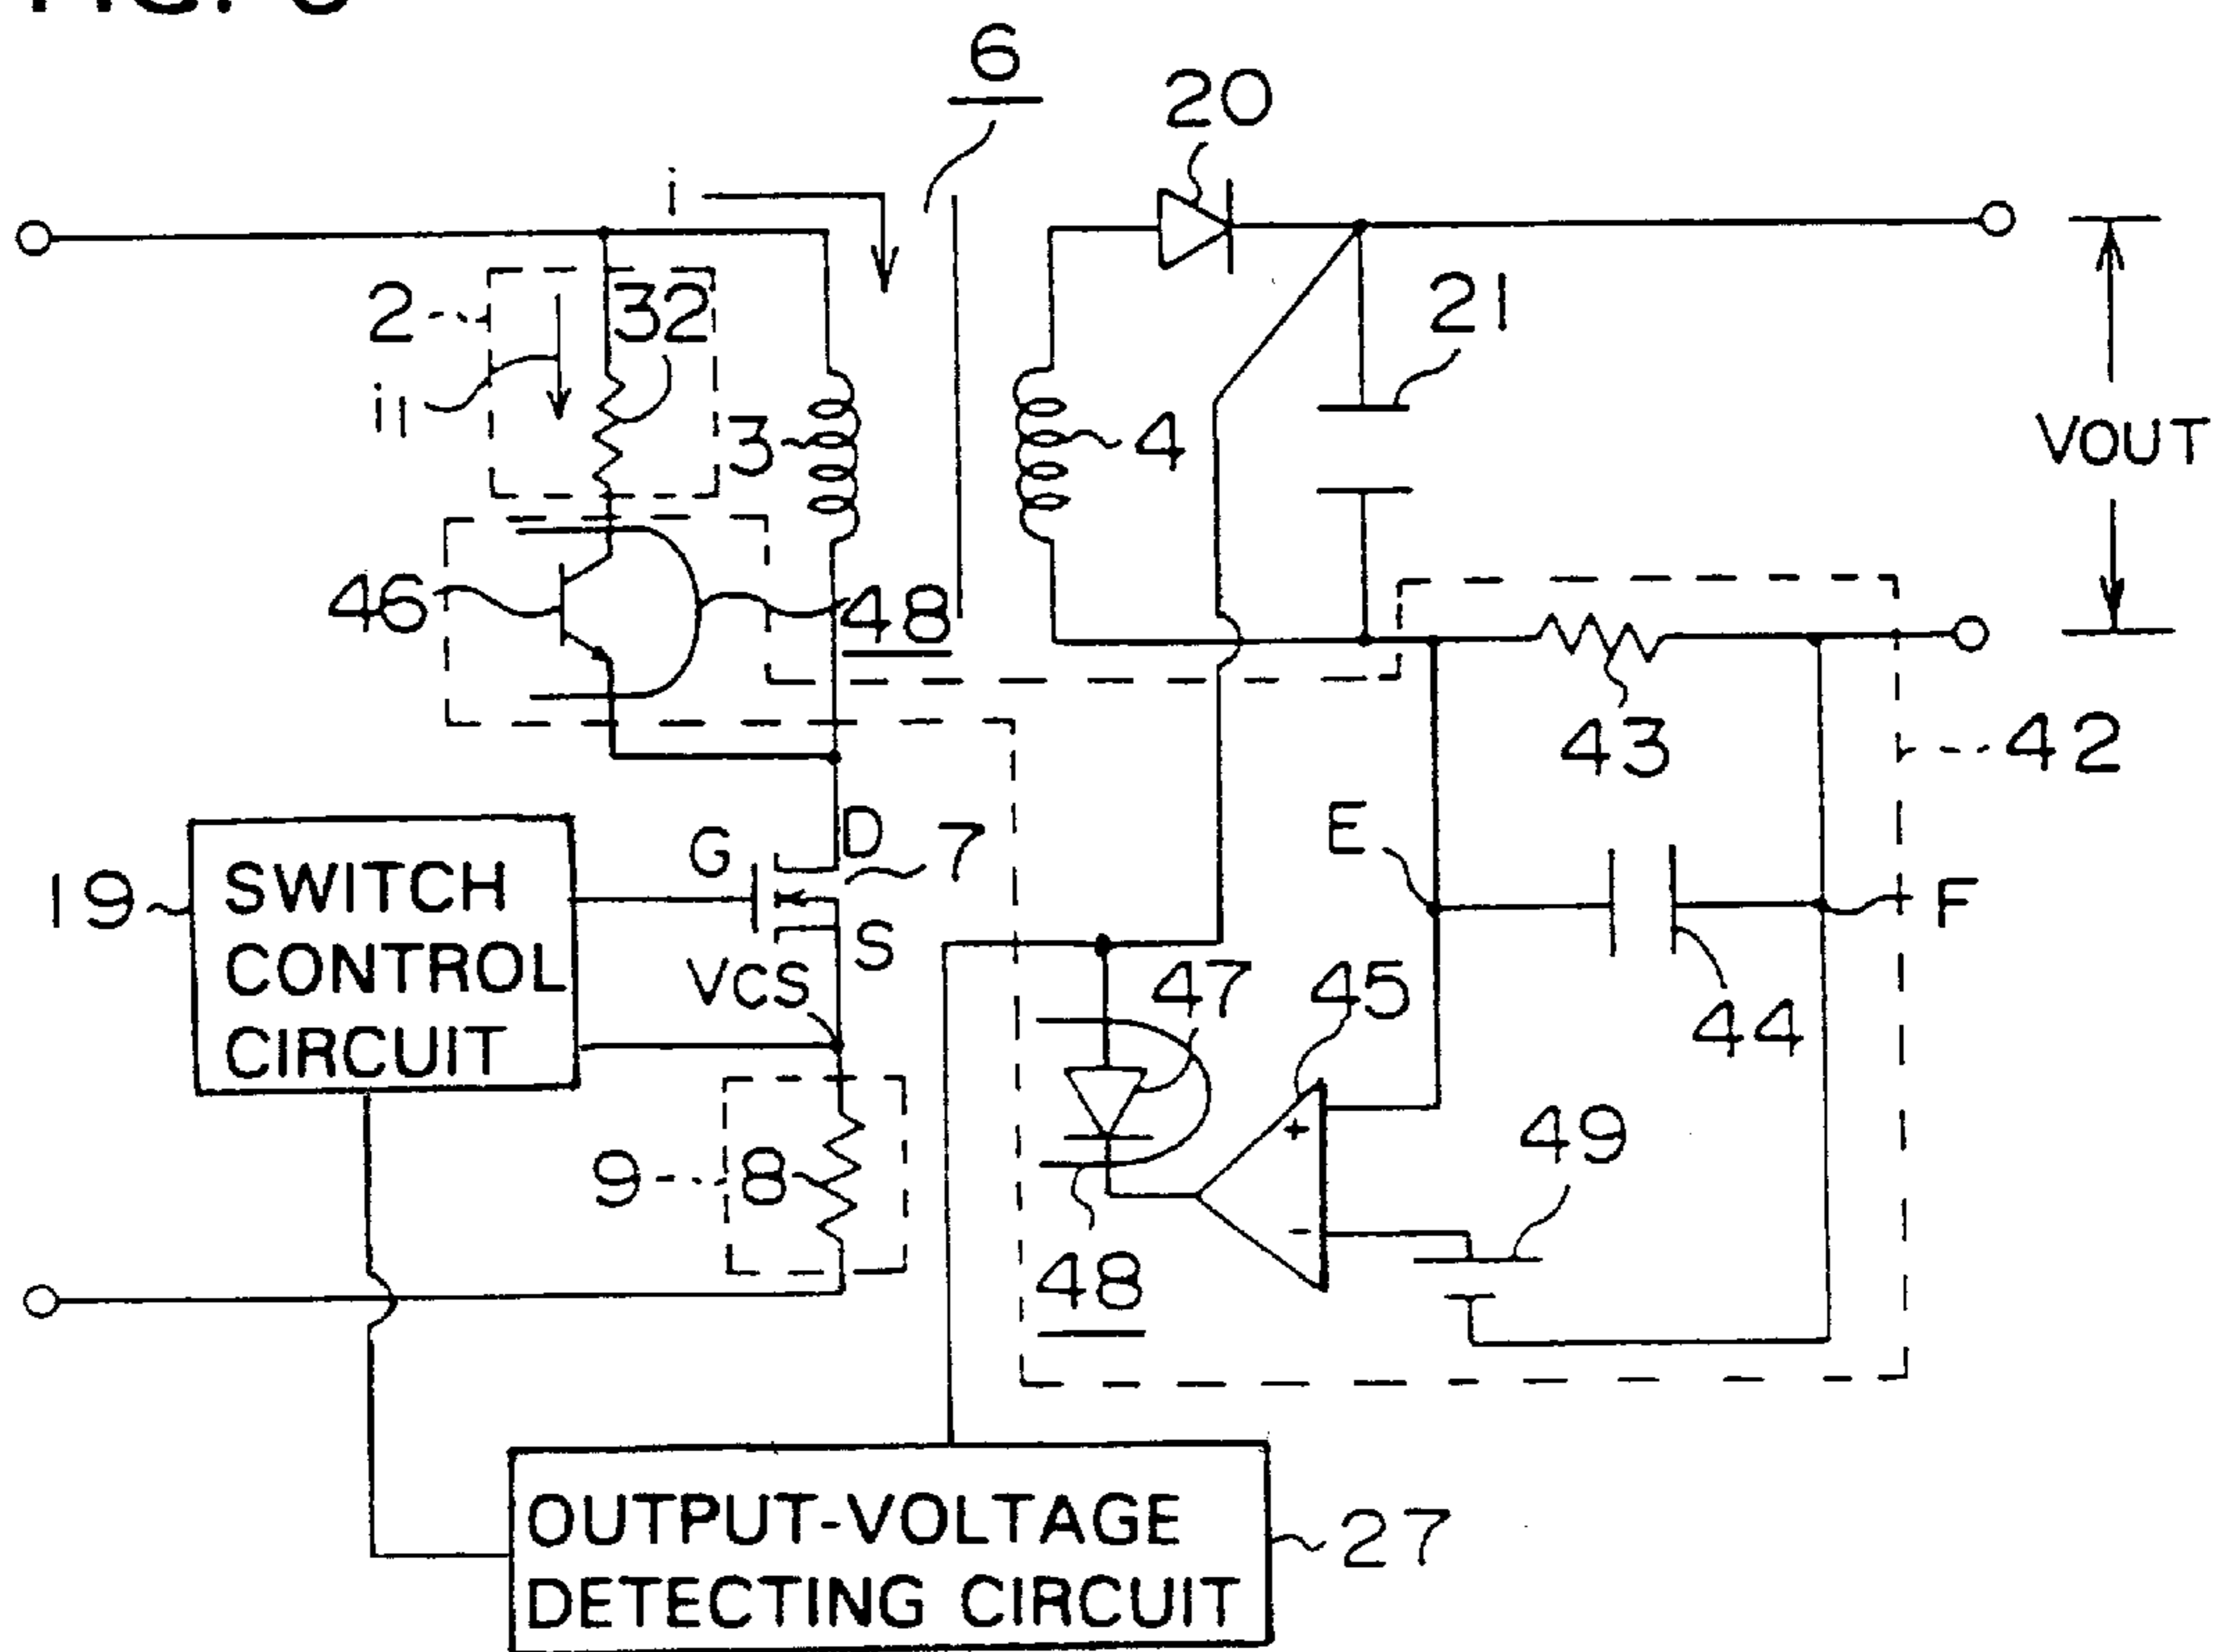 6
20
i
2
32
21
i1
3
4
VOUT
46
48
43
42
G
D
7
E
19
SWITCH
CONTROL
CIRCUIT
S
VCS
F
47
45
44
+
49
9
8
-
48
OUTPUT-VOLTAGE
DETECTING CIRCUIT
27